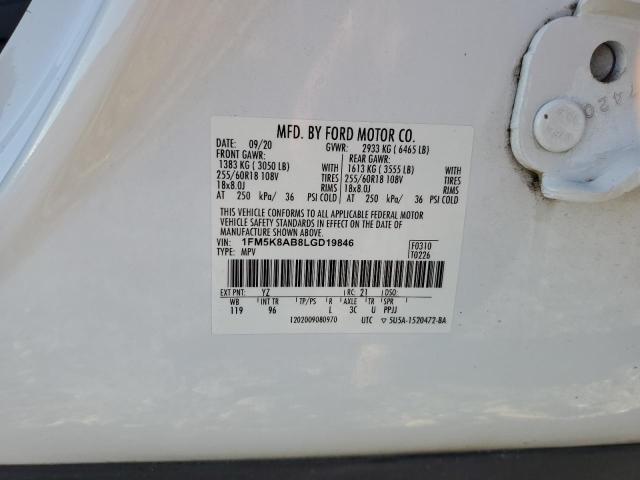 MFD. BY FORD MOTOR CO.
DATE: 09/20 GVWR: 2933 KG ( 6465 LB)
FRONT GAWR: REAR GAWR:
1383 KG ( 3050 LB) WITH 1613 KG ( 3555 LB) WITH
255/60R18 108V TIRES 255/60R18 108V TIRES
18x8.0J RIMS 18x8.0J RIMS
AT 250 kPa/ 36 PSI COLD AT 250 kPa/ 36 PSI COLD
THIS VEHICLE CONFORMS TO ALL APPLICABLE FEDERAL MOTOR
VEHICLE SAFETY STANDARDS IN EFFECT ON THE DATE OF
MANUFACTURE SHOWN ABOVE.
VIN: 1FM5K8AB8LGD19846 F0310
TYPE: MPV T0226
EXT PNT: YZ RC: 21 DSO:
WB INT TR TP/PS R AXLE TR SPR
119 96 L 3C U PPJJ
1202009080970 UTC ▽ 5U5A-1520472-BA
7420